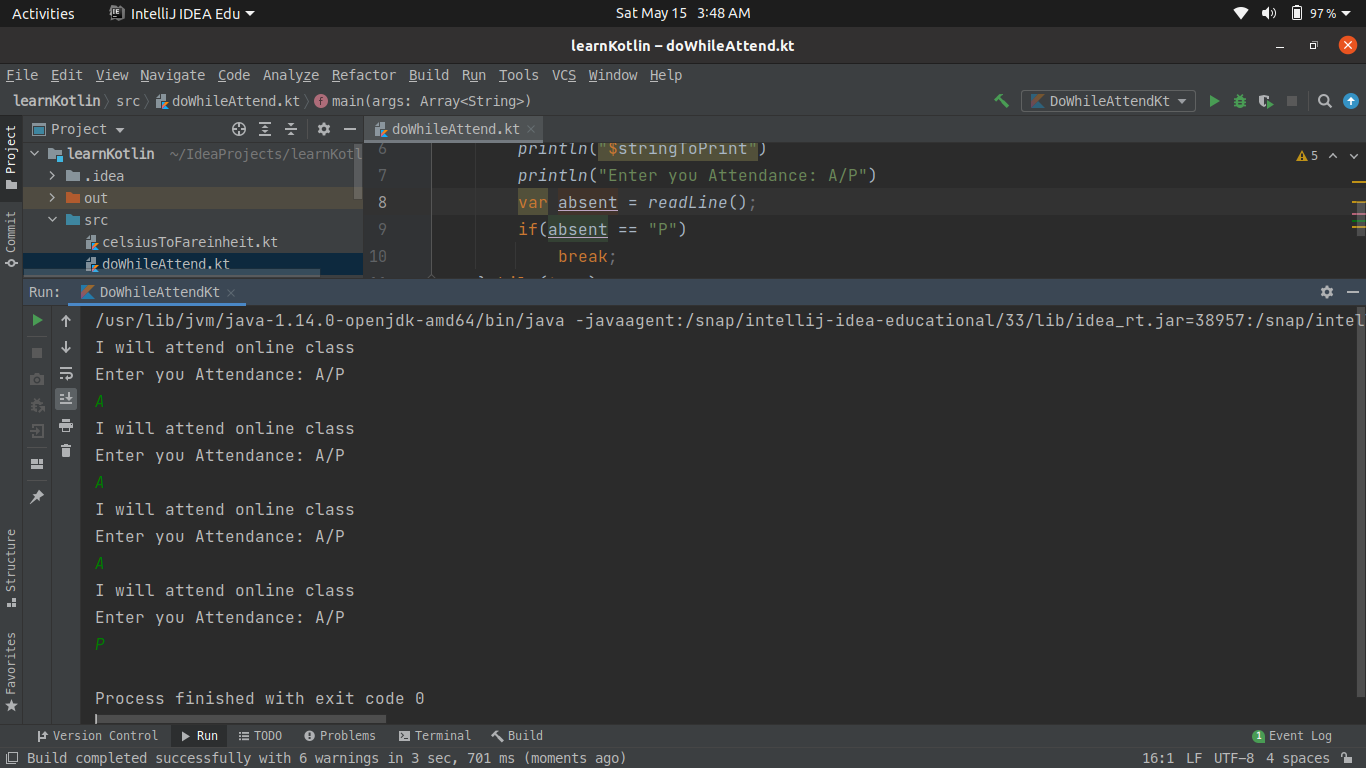 Activities IntelliJ IDEA Edu Sat May 15 3:48 AM 97 %
learnKotlin – doWhileAttend.kt
File Edit View Navigate Code Analyze Refactor Build Run Tools VCS Window Help
learnKotlin src doWhileAttend.kt f main(args: Array<String>) DoWhileAttendKt
Project doWhileAttend.kt
learnKotlin ~/IdeaProjects/learnKotl
.idea
out
src
celsiusToFareinheit.kt
doWhileAttend.kt
6 println("$stringToPrint")
7 println("Enter you Attendance: A/P")
8 var absent = readLine();
9 if(absent == "P")
10 break;
5
Project
Commit
Structure
Favorites
Run: DoWhileAttendKt
/usr/lib/jvm/java-1.14.0-openjdk-amd64/bin/java -javaagent:/snap/intellij-idea-educational/33/lib/idea_rt.jar=38957:/snap/intel
I will attend online class
Enter you Attendance: A/P
A
I will attend online class
Enter you Attendance: A/P
A
I will attend online class
Enter you Attendance: A/P
A
I will attend online class
Enter you Attendance: A/P
P
Process finished with exit code 0
Version Control Run TODO Problems Terminal Build 1 Event Log
Build completed successfully with 6 warnings in 3 sec, 701 ms (moments ago) 16:1 LF UTF-8 4 spaces